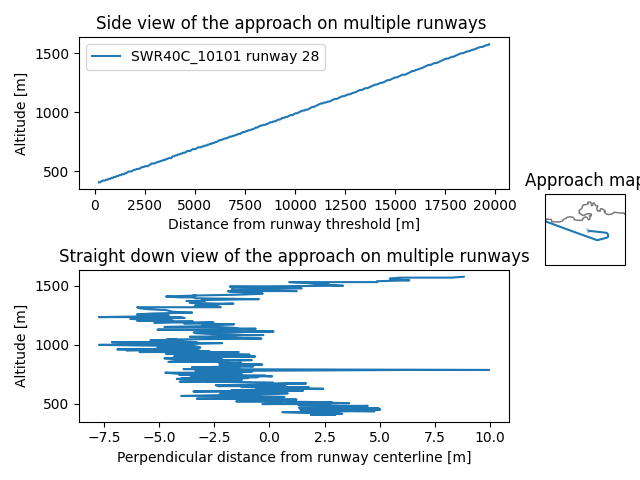 Side view of the approach on multiple runways
Altitude [m]
1500
1000
500
SWR40C_10101 runway 28
0 2500 5000 7500 10000 12500 15000 17500 20000
Distance from runway threshold [m]
Approach map
Straight down view of the approach on multiple runways
Altitude [m]
1500
1000
500
−7.5 −5.0 −2.5 0.0 2.5 5.0 7.5 10.0
Perpendicular distance from runway centerline [m]